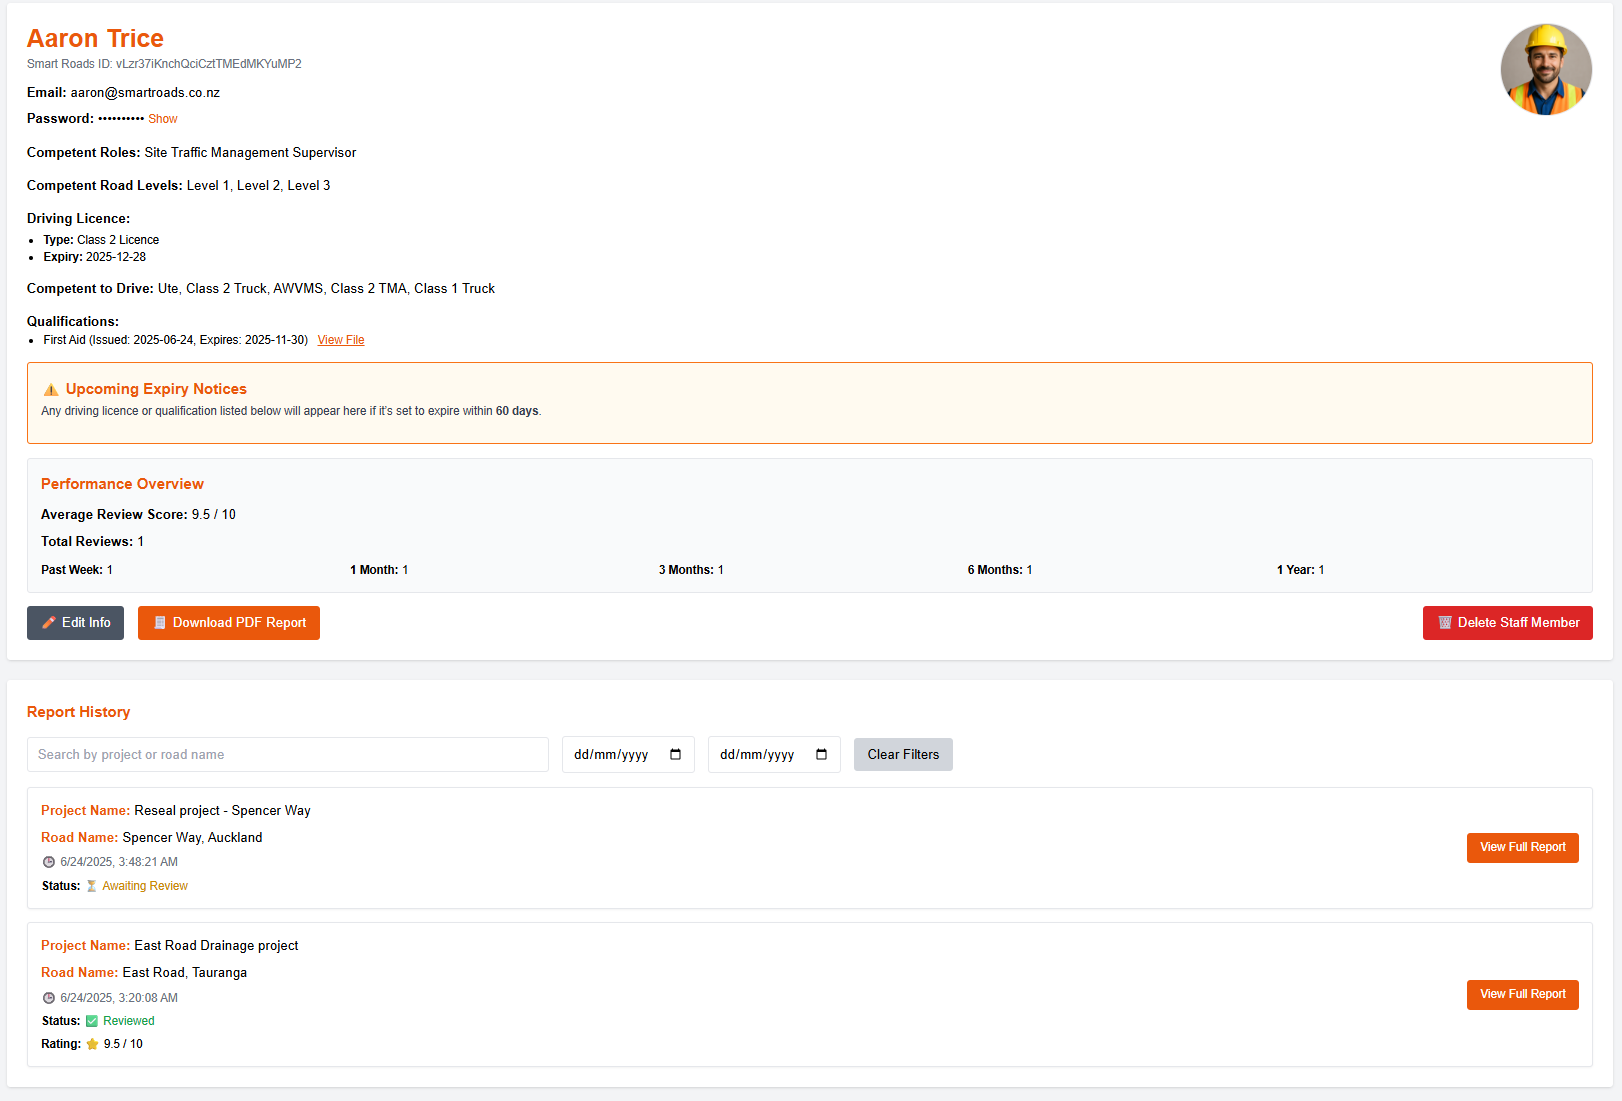 Aaron Trice
Smart Roads ID: vLzr37iKnchQciCztTMEdMKYuMP2
Email: aaron@smartroads.co.nz
Password: •••••••••• Show
Competent Roles: Site Traffic Management Supervisor
Competent Road Levels: Level 1, Level 2, Level 3
Driving Licence:
• Type: Class 2 Licence
• Expiry: 2025-12-28
Competent to Drive: Ute, Class 2 Truck, AWVMS, Class 2 TMA, Class 1 Truck
Qualifications:
• First Aid (Issued: 2025-06-24, Expires: 2025-11-30) View File
⚠️ Upcoming Expiry Notices
Any driving licence or qualification listed below will appear here if it's set to expire within 60 days.
Performance Overview
Average Review Score: 9.5 / 10
Total Reviews: 1
Past Week: 1 1 Month: 1 3 Months: 1 6 Months: 1 1 Year: 1
Edit Info Download PDF Report Delete Staff Member
Report History
Search by project or road name dd/mm/yyyy dd/mm/yyyy Clear Filters
Project Name: Reseal project - Spencer Way
Road Name: Spencer Way, Auckland
6/24/2025, 3:48:21 AM
View Full Report
Status: ⏳ Awaiting Review
Project Name: East Road Drainage project
Road Name: East Road, Tauranga
6/24/2025, 3:20:08 AM
View Full Report
Status: ✅ Reviewed
Rating: ⭐ 9.5 / 10